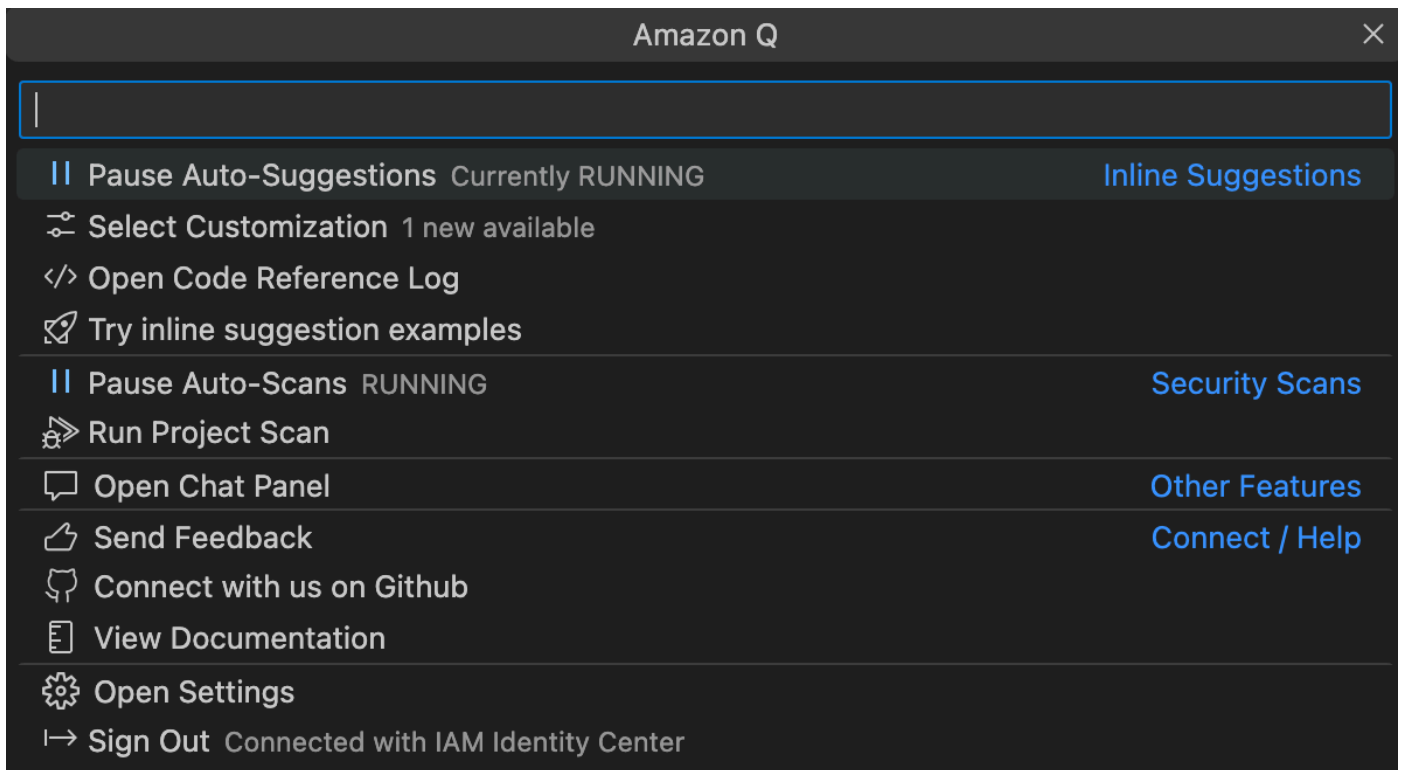 Amazon Q
Pause Auto-Suggestions Currently RUNNING Inline Suggestions
Select Customization 1 new available
Open Code Reference Log
Try inline suggestion examples
Pause Auto-Scans RUNNING Security Scans
Run Project Scan
Open Chat Panel Other Features
Send Feedback Connect / Help
Connect with us on Github
View Documentation
Open Settings
Sign Out Connected with IAM Identity Center